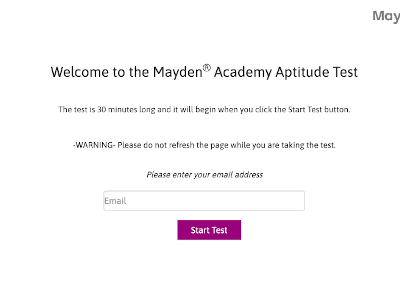 May
Welcome to the Mayden® Academy Aptitude Test
The test is 30 minutes long and it will begin when you click the Start Test button.
-WARNING- Please do not refresh the page while you are taking the test.
Please enter your email address
Email
Start Test